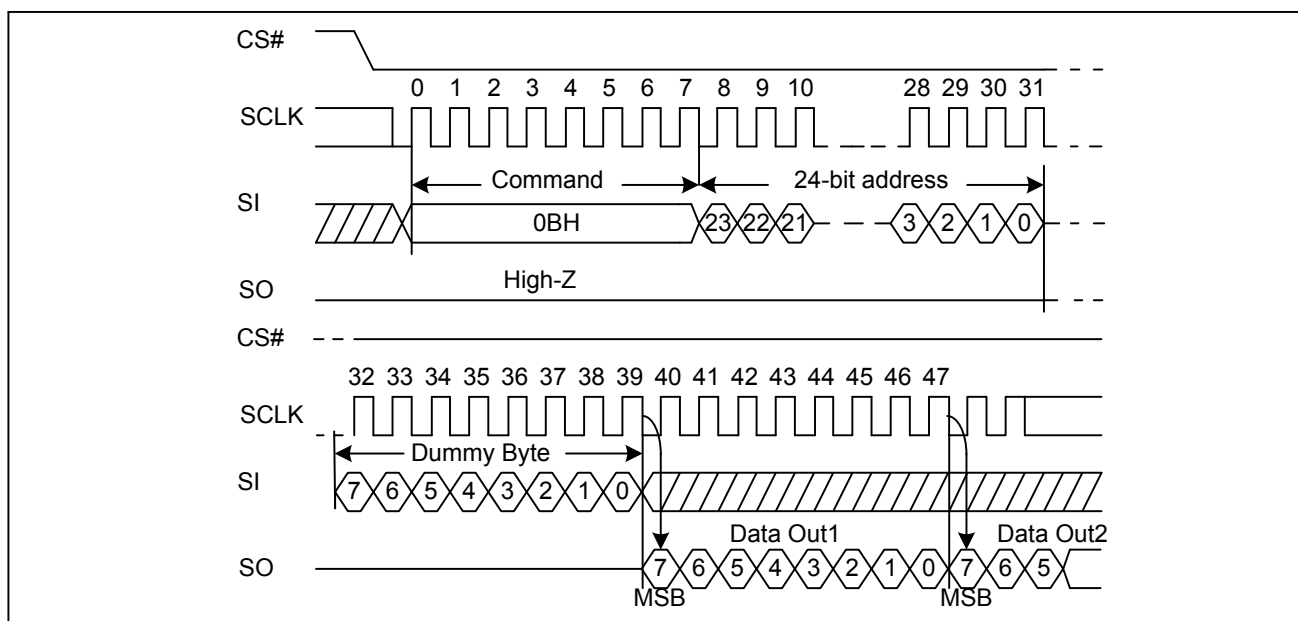 CS#
0 1 2 3 4 5 6 7 8 9 10 28 29 30 31
SCLK
Command 24-bit address
SI
0BH 23 22 21 3 2 1 0
High-Z
SO
CS#
32 33 34 35 36 37 38 39 40 41 42 43 44 45 46 47
SCLK
Dummy Byte
SI
7 6 5 4 3 2 1 0
Data Out1 Data Out2
SO
7 6 5 4 3 2 1 0 7 6 5
MSB MSB